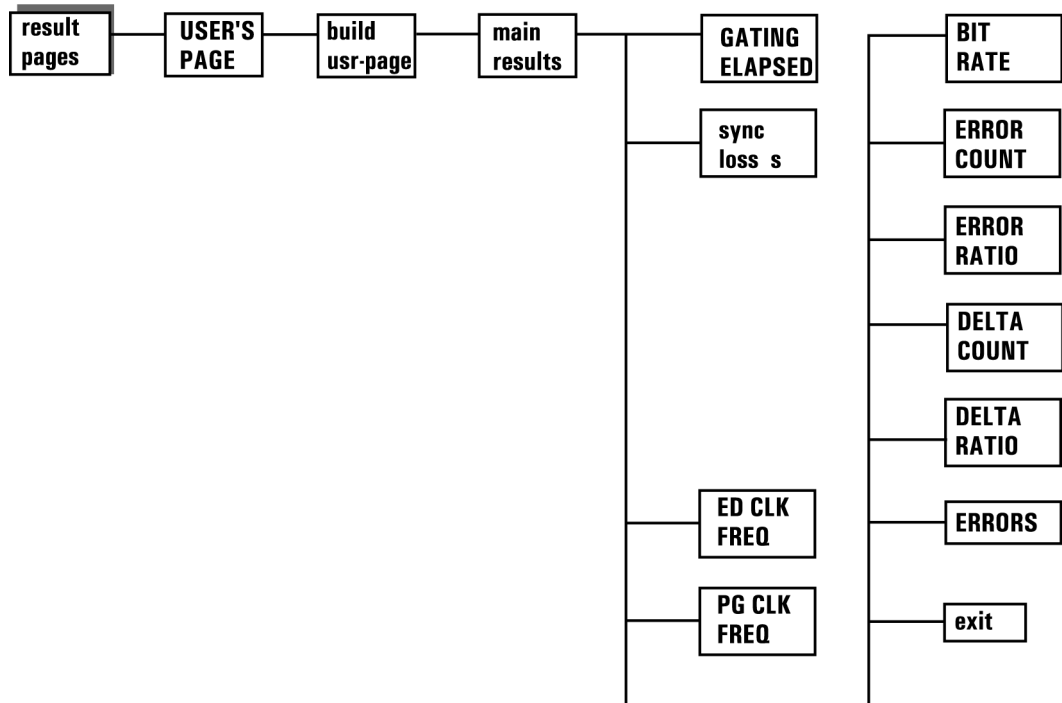 result
pages
USER'S
PAGE
build
usr-page
main
results
GATING
ELAPSED
sync
loss s
ED CLK
FREQ
PG CLK
FREQ
BIT
RATE
ERROR
COUNT
ERROR
RATIO
DELTA
COUNT
DELTA
RATIO
ERRORS
exit